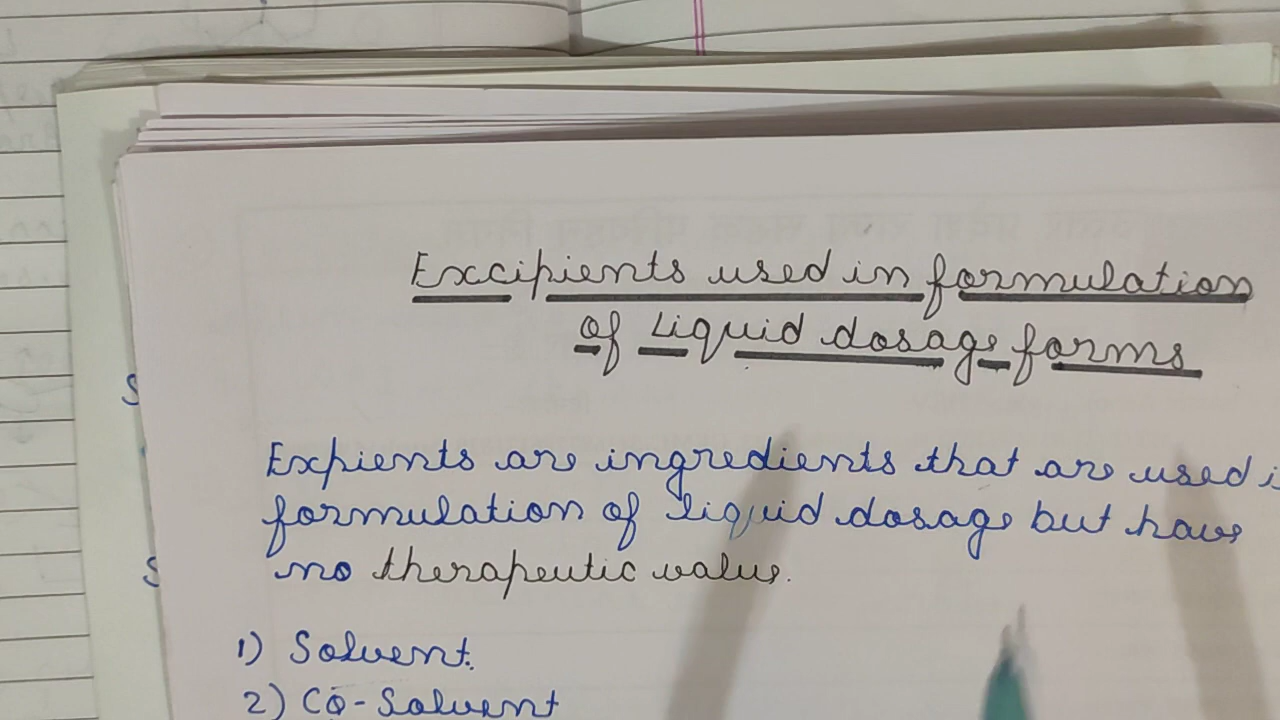 Excipients used in formulation
of Liquid dosage forms
Expients are ingredients that are used i
formulation of liquid dosage but have
no therapeutic value.
1) Solvent.
2) Co-Solvent